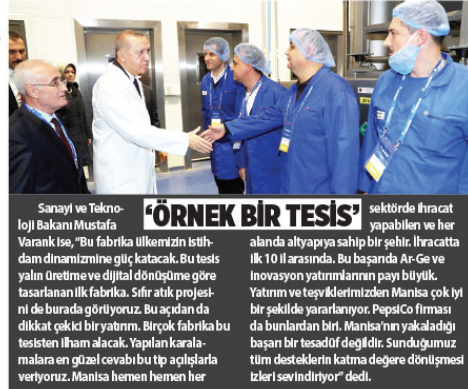 'ÖRNEK BİR TESİS'
Sanayi ve Tekno-
loji Bakanı Mustafa
Varank ise, "Bu fabrika ülkemizin istih-
dam dinamizmine güç katacak. Bu tesis
yalın üretime ve dijital dönüşüme göre
tasarlanan ilk fabrika. Sıfır atık projesi-
ni de burada görüyoruz. Bu açıdan da
dikkat çekici bir yatırım. Birçok fabrika bu
tesisten ilham alacak. Yapılan karala-
malara en güzel cevabı bu tip açılışlarla
veriyoruz. Manisa hemen hemen her
sektörde ihracat
yapabilen ve her
alanda altyapıya sahip bir şehir. İhracatta
ilk 10 il arasında. Bu başarıda Ar-Ge ve
inovasyon yatırımlarının payı büyük.
Yatırım ve teşviklerimizden Manisa çok iyi
bir şekilde yararlanıyor. PepsiCo firması
da bunlardan biri. Manisa'nın yakaladığı
başarı bir tesadüf değildir. Sunduğumuz
tüm desteklerin katma değere dönüşmesi
izleri sevindiriyor" dedi.